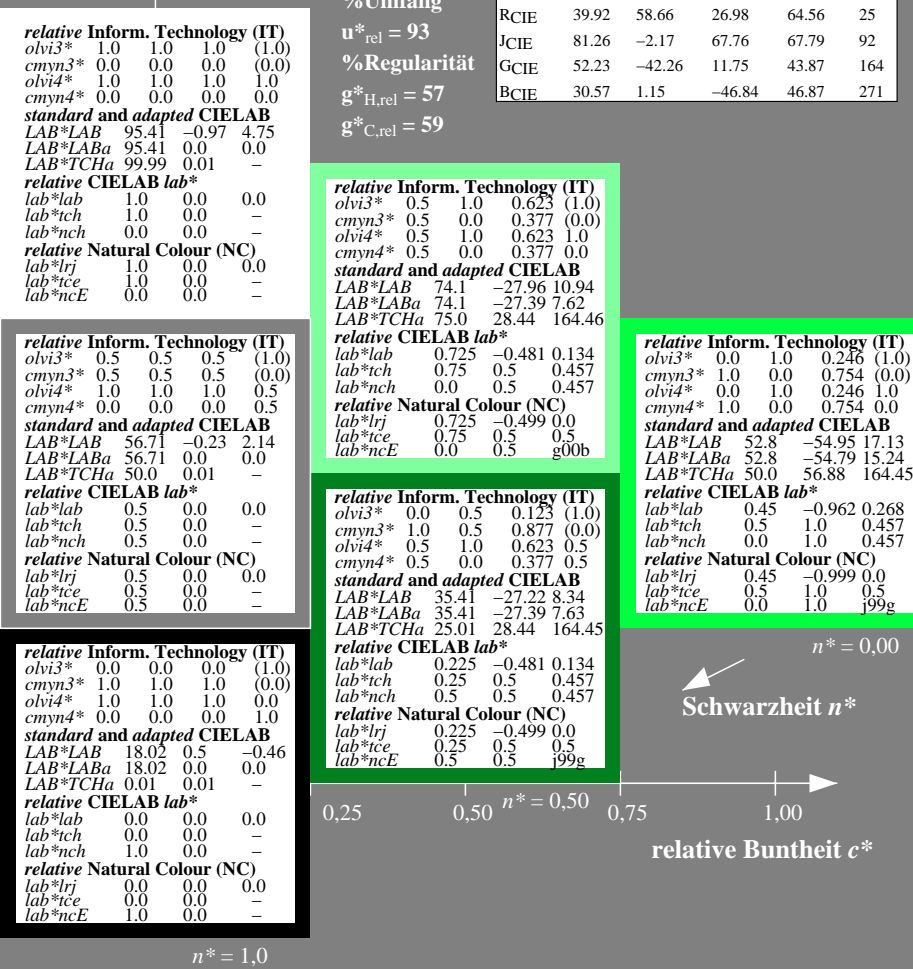 %Umfang
u*rel = 93
%Regularität
g*H,rel = 57
g*C,rel = 59
RCIE 39.92 58.66 26.98 64.56 25
JCIE 81.26 −2.17 67.76 67.79 92
GCIE 52.23 −42.26 11.75 43.87 164
BCIE 30.57 1.15 −46.84 46.87 271
relative Inform. Technology (IT)
olvi3* 1.0 1.0 1.0 (1.0)
cmyn3* 0.0 0.0 0.0 (0.0)
olvi4* 1.0 1.0 1.0 1.0
cmyn4* 0.0 0.0 0.0 0.0
standard and adapted CIELAB
LAB*LAB 95.41 −0.97 4.75
LAB*LABa 95.41 0.0 0.0
LAB*TCHa 99.99 0.01 –
relative CIELAB lab*
lab*lab 1.0 0.0 0.0
lab*tch 1.0 0.0 –
lab*nch 0.0 0.0 –
relative Natural Colour (NC)
lab*lrj 1.0 0.0 0.0
lab*tce 1.0 0.0 –
lab*ncE 0.0 0.0 –
relative Inform. Technology (IT)
olvi3* 0.5 1.0 0.623 (1.0)
cmyn3* 0.5 0.0 0.377 (0.0)
olvi4* 0.5 1.0 0.623 1.0
cmyn4* 0.5 0.0 0.377 0.0
standard and adapted CIELAB
LAB*LAB 74.1 −27.96 10.94
LAB*LABa 74.1 −27.39 7.62
LAB*TCHa 75.0 28.44 164.46
relative CIELAB lab*
lab*lab 0.725 −0.481 0.134
lab*tch 0.75 0.5 0.457
lab*nch 0.0 0.5 0.457
relative Natural Colour (NC)
lab*lrj 0.725 −0.499 0.0
lab*tce 0.75 0.5 0.5
lab*ncE 0.0 0.5 g00b
relative Inform. Technology (IT)
olvi3* 0.5 0.5 0.5 (1.0)
cmyn3* 0.5 0.5 0.5 (0.0)
olvi4* 1.0 1.0 1.0 0.5
cmyn4* 0.0 0.0 0.0 0.5
standard and adapted CIELAB
LAB*LAB 56.71 −0.23 2.14
LAB*LABa 56.71 0.0 0.0
LAB*TCHa 50.0 0.01 –
relative CIELAB lab*
lab*lab 0.5 0.0 0.0
lab*tch 0.5 0.0 –
lab*nch 0.5 0.0 –
relative Natural Colour (NC)
lab*lrj 0.5 0.0 0.0
lab*tce 0.5 0.0 –
lab*ncE 0.5 0.0 –
relative Inform. Technology (IT)
olvi3* 0.0 1.0 0.246 (1.0)
cmyn3* 1.0 0.0 0.754 (0.0)
olvi4* 0.0 1.0 0.246 1.0
cmyn4* 1.0 0.0 0.754 0.0
standard and adapted CIELAB
LAB*LAB 52.8 −54.95 17.13
LAB*LABa 52.8 −54.79 15.24
LAB*TCHa 50.0 56.88 164.45
relative CIELAB lab*
lab*lab 0.45 −0.962 0.268
lab*tch 0.5 1.0 0.457
lab*nch 0.0 1.0 0.457
relative Natural Colour (NC)
lab*lrj 0.45 −0.999 0.0
lab*tce 0.5 1.0 0.5
lab*ncE 0.0 1.0 j99g
relative Inform. Technology (IT)
olvi3* 0.0 0.5 0.123 (1.0)
cmyn3* 1.0 0.5 0.877 (0.0)
olvi4* 0.5 1.0 0.623 0.5
cmyn4* 0.5 0.0 0.377 0.5
standard and adapted CIELAB
LAB*LAB 35.41 −27.22 8.34
LAB*LABa 35.41 −27.39 7.63
LAB*TCHa 25.01 28.44 164.45
relative CIELAB lab*
lab*lab 0.225 −0.481 0.134
lab*tch 0.25 0.5 0.457
lab*nch 0.5 0.5 0.457
relative Natural Colour (NC)
lab*lrj 0.225 −0.499 0.0
lab*tce 0.25 0.5 0.5
lab*ncE 0.5 0.5 j99g
relative Inform. Technology (IT)
olvi3* 0.0 0.0 0.0 (1.0)
cmyn3* 1.0 1.0 1.0 (0.0)
olvi4* 1.0 1.0 1.0 0.0
cmyn4* 0.0 0.0 0.0 1.0
standard and adapted CIELAB
LAB*LAB 18.02 0.5 −0.46
LAB*LABa 18.02 0.0 0.0
LAB*TCHa 0.01 0.01 –
relative CIELAB lab*
lab*lab 0.0 0.0 0.0
lab*tch 0.0 0.0 –
lab*nch 1.0 0.0 –
relative Natural Colour (NC)
lab*lrj 0.0 0.0 0.0
lab*tce 0.0 0.0 –
lab*ncE 1.0 0.0 –
n* = 0,00
Schwarzheit n*
0,25 0,50 n* = 0,50 0,75 1,00
relative Buntheit c*
n* = 1,0